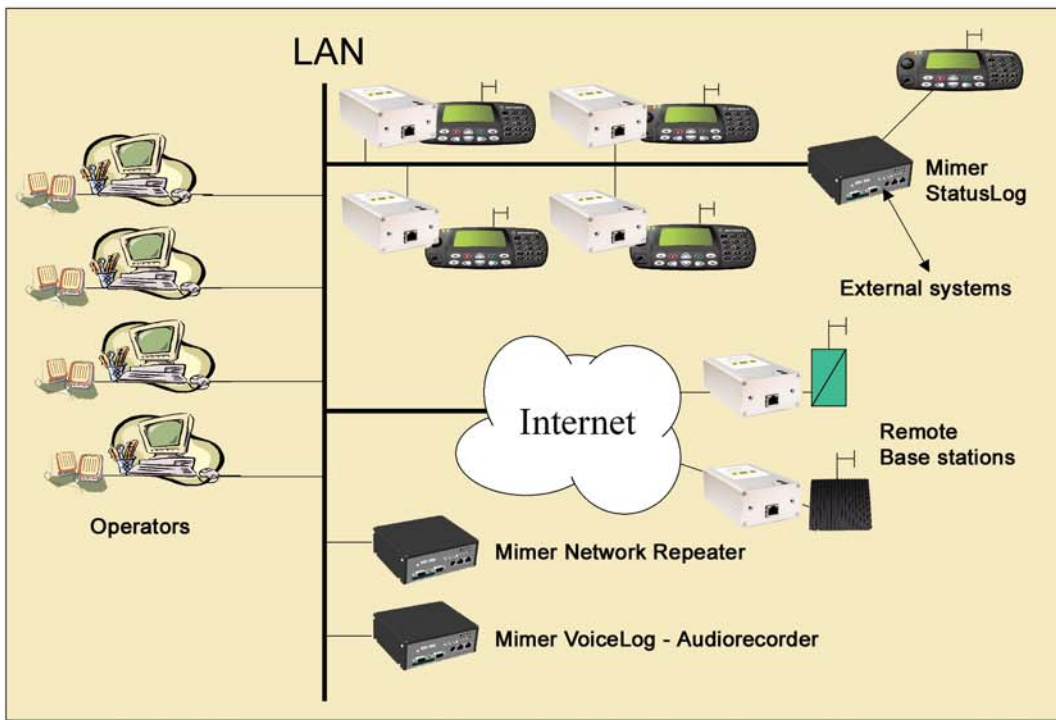 LAN
Mimer
StatusLog
External systems
Internet
Remote
Base stations
Operators
Mimer Network Repeater
Mimer VoiceLog - Audiorecorder